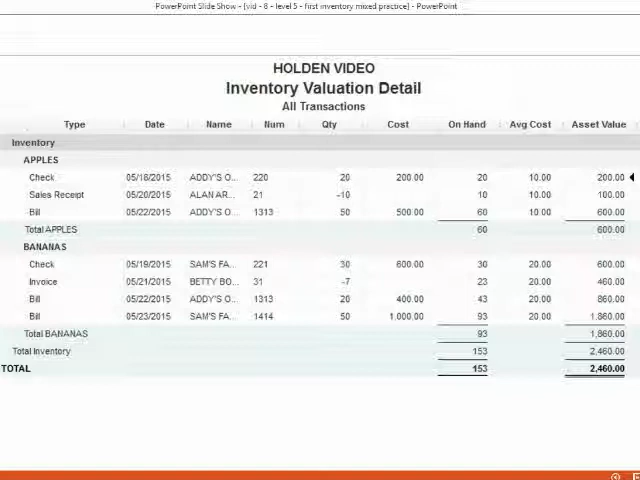 PowerPoint Slide Show - [vid - 8 - level 5 - first inventory mixed practice] - PowerPoint
HOLDEN VIDEO
Inventory Valuation Detail
All Transactions
Type Date Name Num Qty Cost On Hand Avg Cost Asset Value
Inventory
APPLES
Check 05/18/2015 ADDY'S O... 220 20 200.00 20 10.00 200.00
Sales Receipt 05/20/2015 ALAN AR... 21 -10 10 10.00 100.00
Bill 05/22/2015 ADDY'S O... 1313 50 500.00 60 10.00 600.00
Total APPLES 60 600.00
BANANAS
Check 05/19/2015 SAM'S FA... 221 30 600.00 30 20.00 600.00
Invoice 05/21/2015 BETTY BO... 31 -7 23 20.00 460.00
Bill 05/22/2015 ADDY'S O... 1313 20 400.00 43 20.00 860.00
Bill 05/23/2015 SAM'S FA... 1414 50 1,000.00 93 20.00 1,860.00
Total BANANAS 93 1,860.00
Total Inventory 153 2,460.00
TOTAL 153 2,460.00